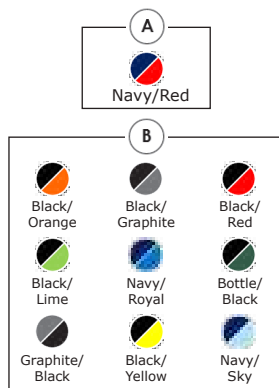 A
Navy/Red
B
Black/
Orange
Black/
Graphite
Black/
Red
Black/
Lime
Navy/
Royal
Bottle/
Black
Graphite/
Black
Black/
Yellow
Navy/
Sky